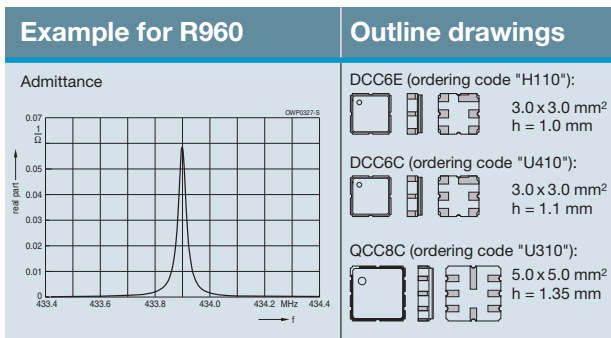 Example for R960
Outline drawings
Admittance
OWP0327-S
0.07
1
Ω
0.05
0.04
0.03
0.02
0.01
0
real part
433.4 433.6 433.8 434.0 434.2 MHz 434.4
f
DCC6E (ordering code "H110"):
3.0 x 3.0 mm²
h = 1.0 mm
DCC6C (ordering code "U410"):
3.0 x 3.0 mm²
h = 1.1 mm
QCC8C (ordering code "U310"):
5.0 x 5.0 mm²
h = 1.35 mm